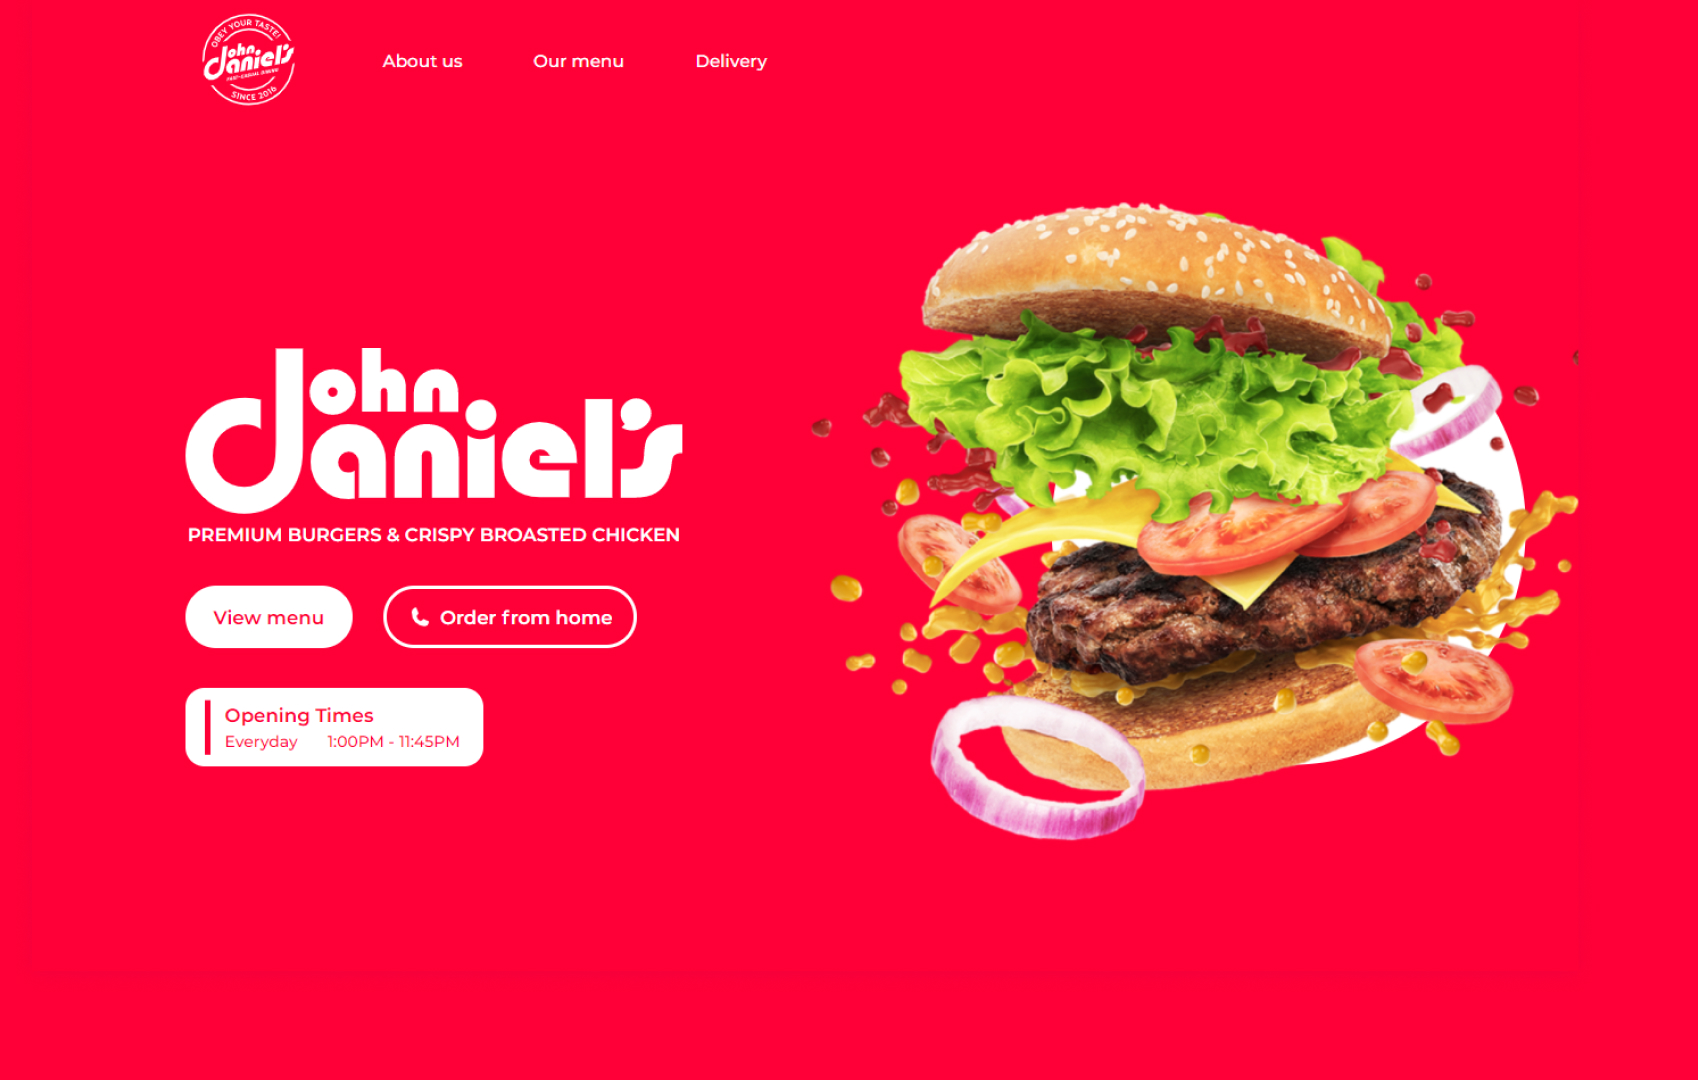 OBEY YOUR TASTE!
John
daniel's
FAST-CASUAL DINING
SINCE 2016
About us
Our menu
Delivery
John
daniel's
PREMIUM BURGERS & CRISPY BROASTED CHICKEN
View menu
Order from home
Opening Times
Everyday 1:00PM - 11:45PM